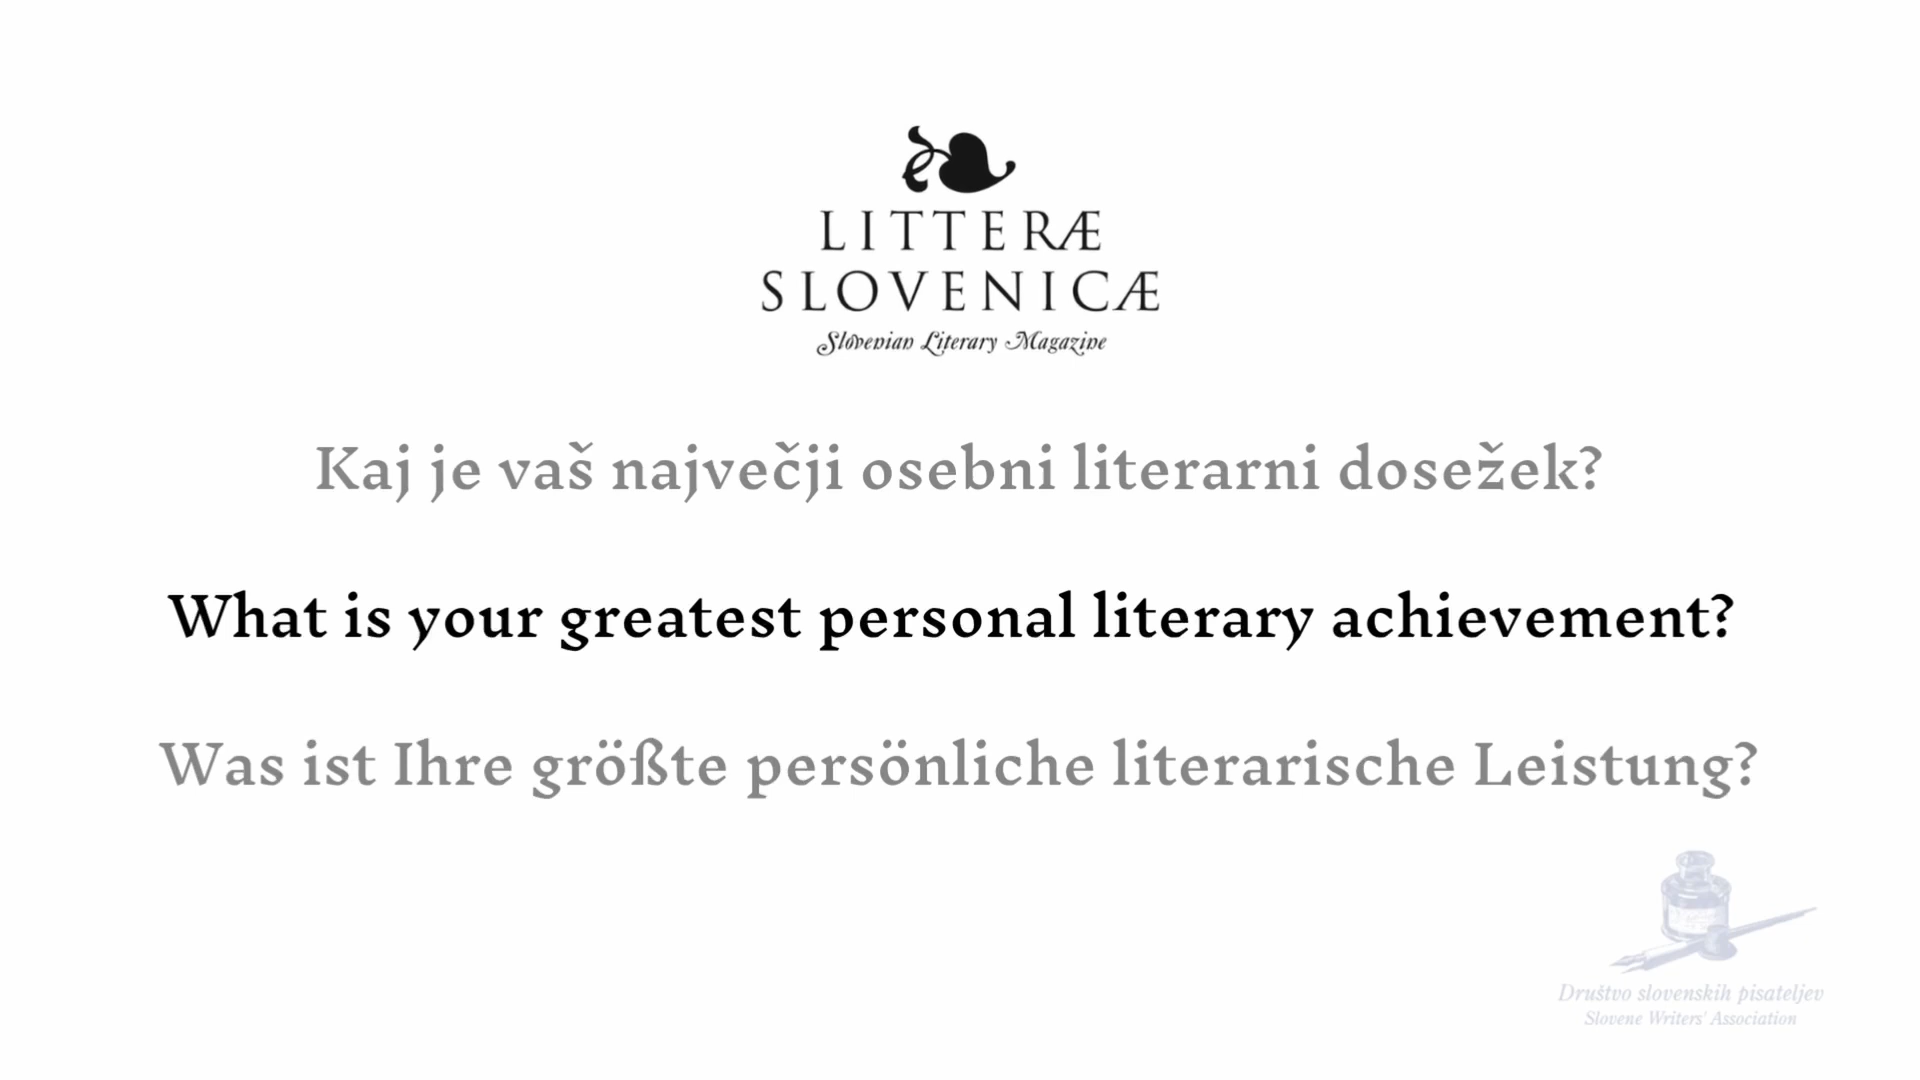 LITTERÆ
SLOVENICÆ
Slovenian Literary Magazine
Kaj je vaš največji osebni literarni dosežek?
What is your greatest personal literary achievement?
Was ist Ihre größte persönliche literarische Leistung?
Društvo slovenskih pisateljev
Slovene Writers' Association